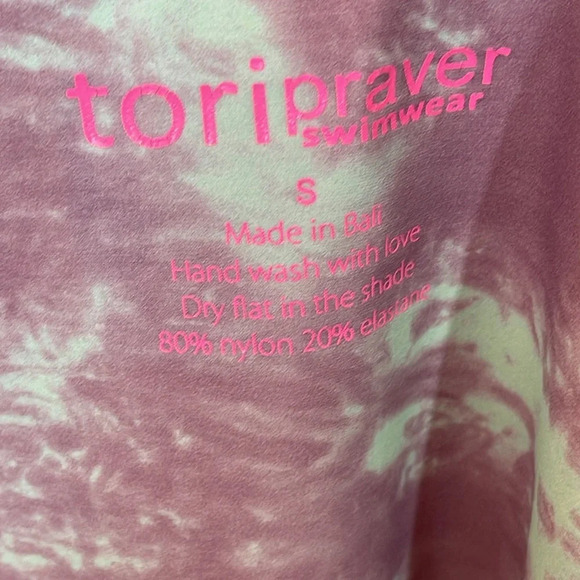 toripraver
swimwear
S
Made in Bali
Hand wash with love
Dry flat in the shade
80% nylon 20% elastane